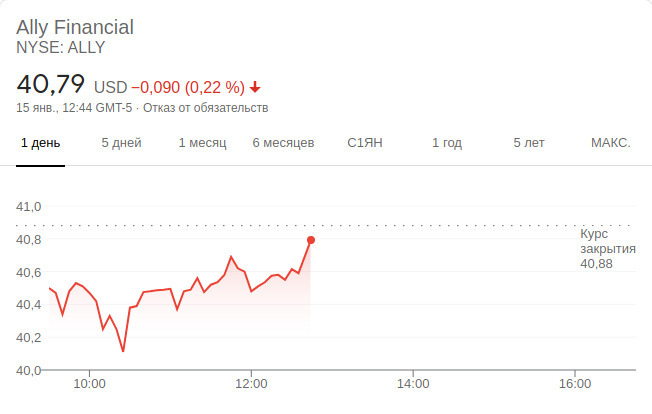 Ally Financial
NYSE: ALLY
40,79 USD −0,090 (0,22 %)
15 янв., 12:44 GMT-5 · Отказ от обязательств
1 день 5 дней 1 месяц 6 месяцев С1ЯН 1 год 5 лет МАКС.
41,0
40,8
40,6
40,4
40,2
40,0
Курс
закрытия
40,88
10:00 12:00 14:00 16:00